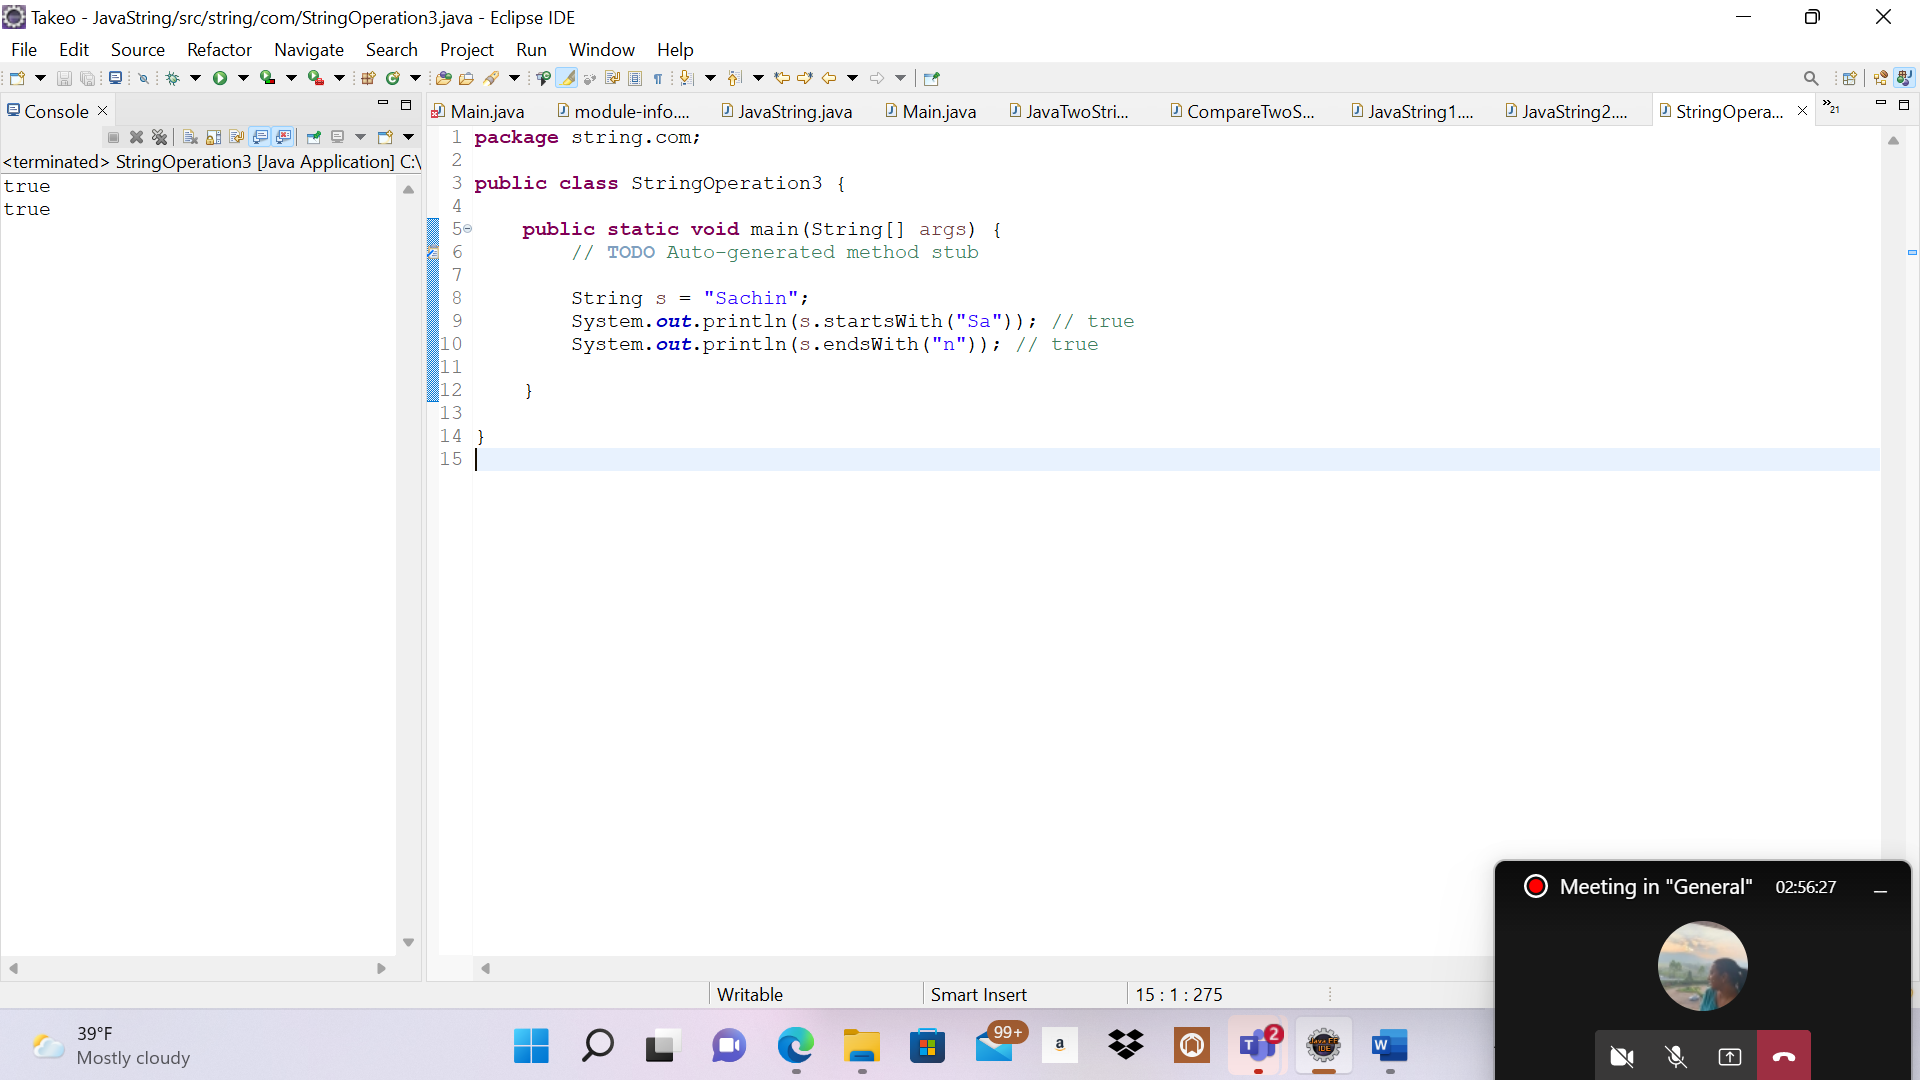 Takeo - JavaString/src/string/com/StringOperation3.java - Eclipse IDE
File Edit Source Refactor Navigate Search Project Run Window Help
Console
<terminated> StringOperation3 [Java Application] C:\
true
true
Main.java module-info.... JavaString.java Main.java JavaTwoStri... CompareTwoS... JavaString1.... JavaString2.... StringOpera... »21
1 package string.com;
2
3 public class StringOperation3 {
4
5 public static void main(String[] args) {
6 // TODO Auto-generated method stub
7
8 String s = "Sachin";
9 System.out.println(s.startsWith("Sa")); // true
10 System.out.println(s.endsWith("n")); // true
11
12 }
13
14 }
15
Writable Smart Insert 15 : 1 : 275
Meeting in "General" 02:56:27
39°F
Mostly cloudy
99+
a
T 2
Java EE
IDE
W